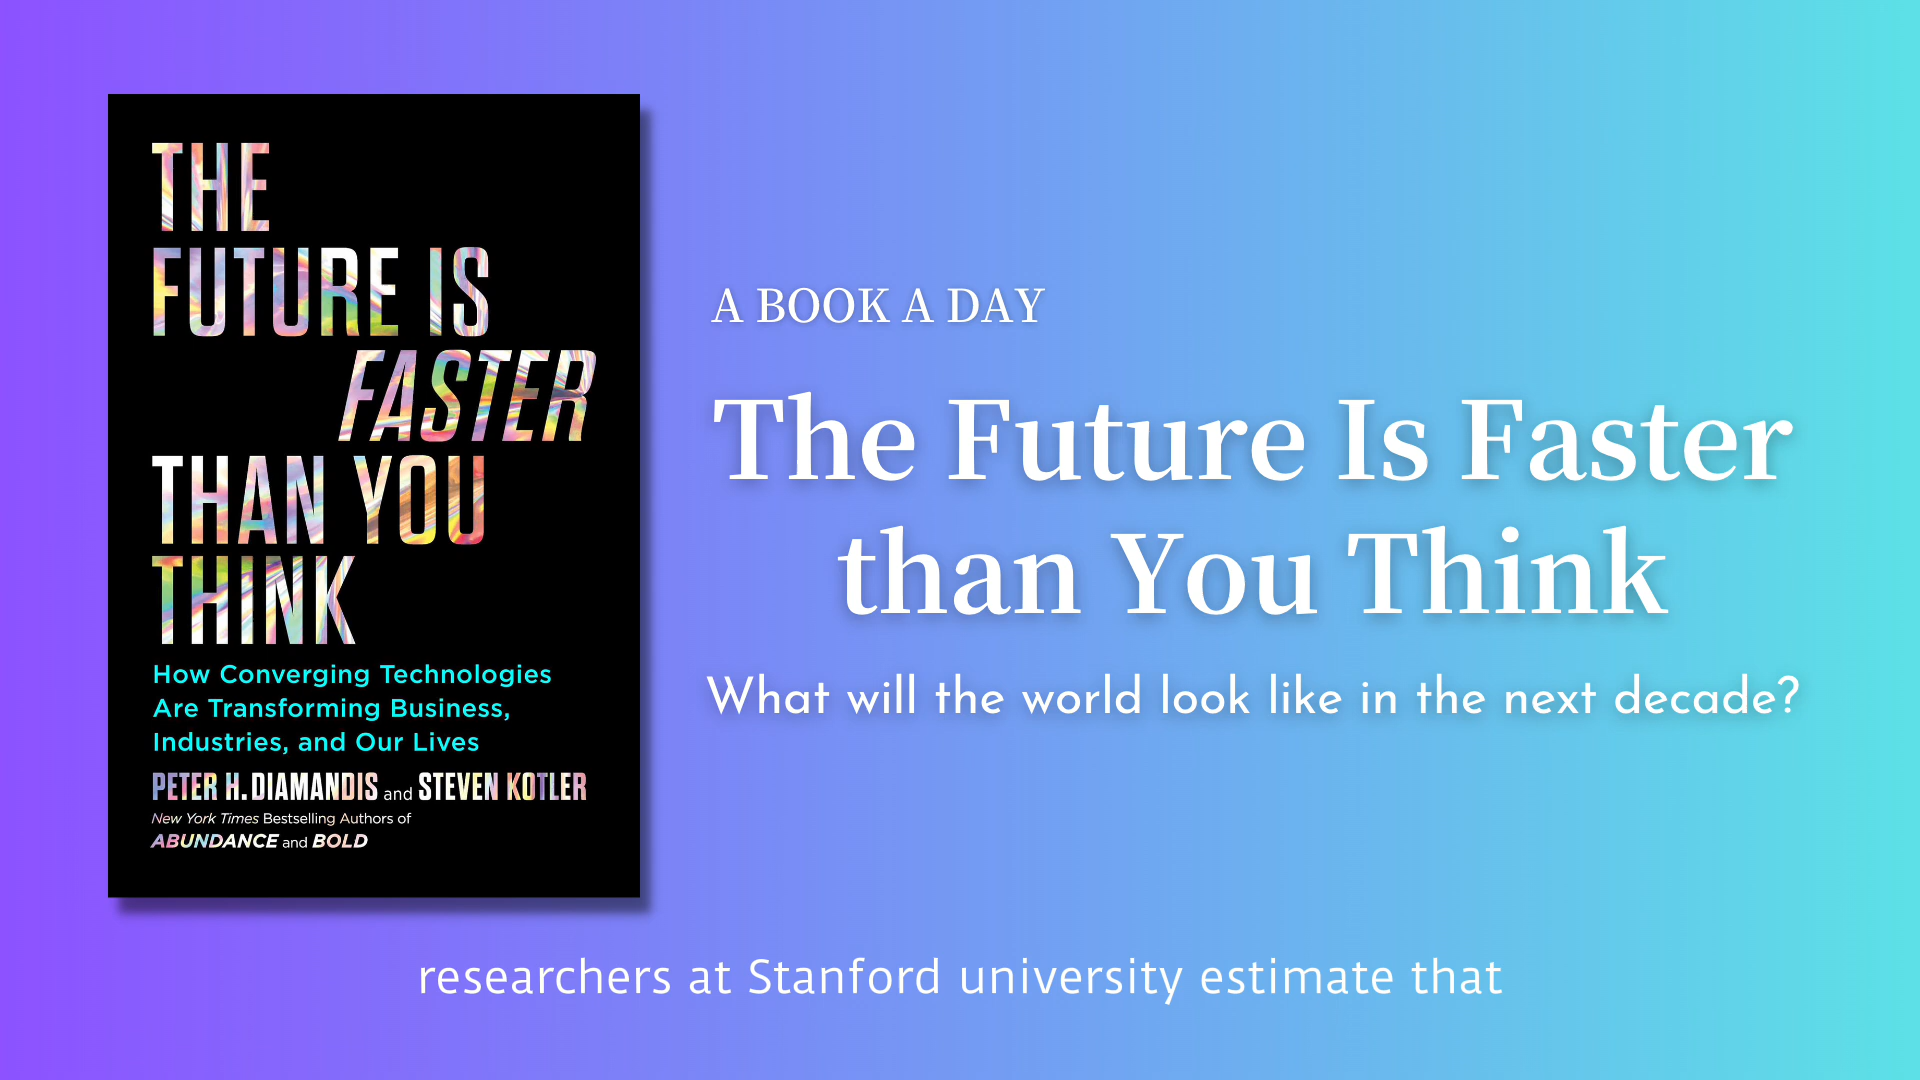 THE
FUTURE IS
FASTER
THAN YOU
THINK
How Converging Technologies
Are Transforming Business,
Industries, and Our Lives
PETER H. DIAMANDIS and STEVEN KOTLER
New York Times Bestselling Authors of
ABUNDANCE and BOLD
A BOOK A DAY
The Future Is Faster
than You Think
What will the world look like in the next decade?
researchers at Stanford university estimate that